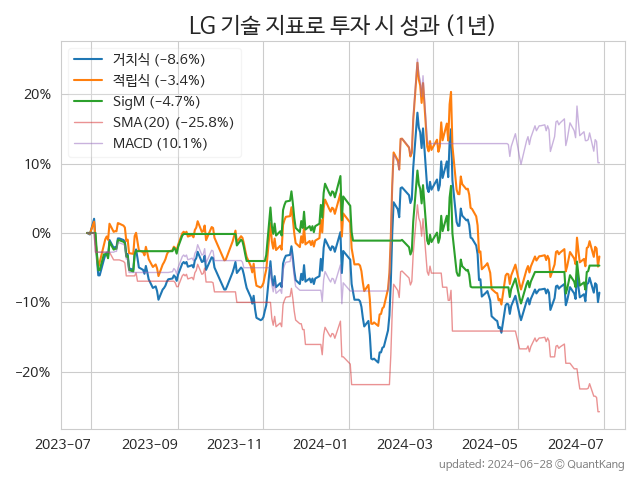 LG 기술 지표로 투자 시 성과 (1년)
거치식 (−8.6%)
적립식 (−3.4%)
SigM (−4.7%)
SMA(20) (−25.8%)
MACD (10.1%)
20%
10%
0%
−10%
−20%
2023-07 2023-09 2023-11 2024-01 2024-03 2024-05 2024-07
updated: 2024-06-28 © QuantKang